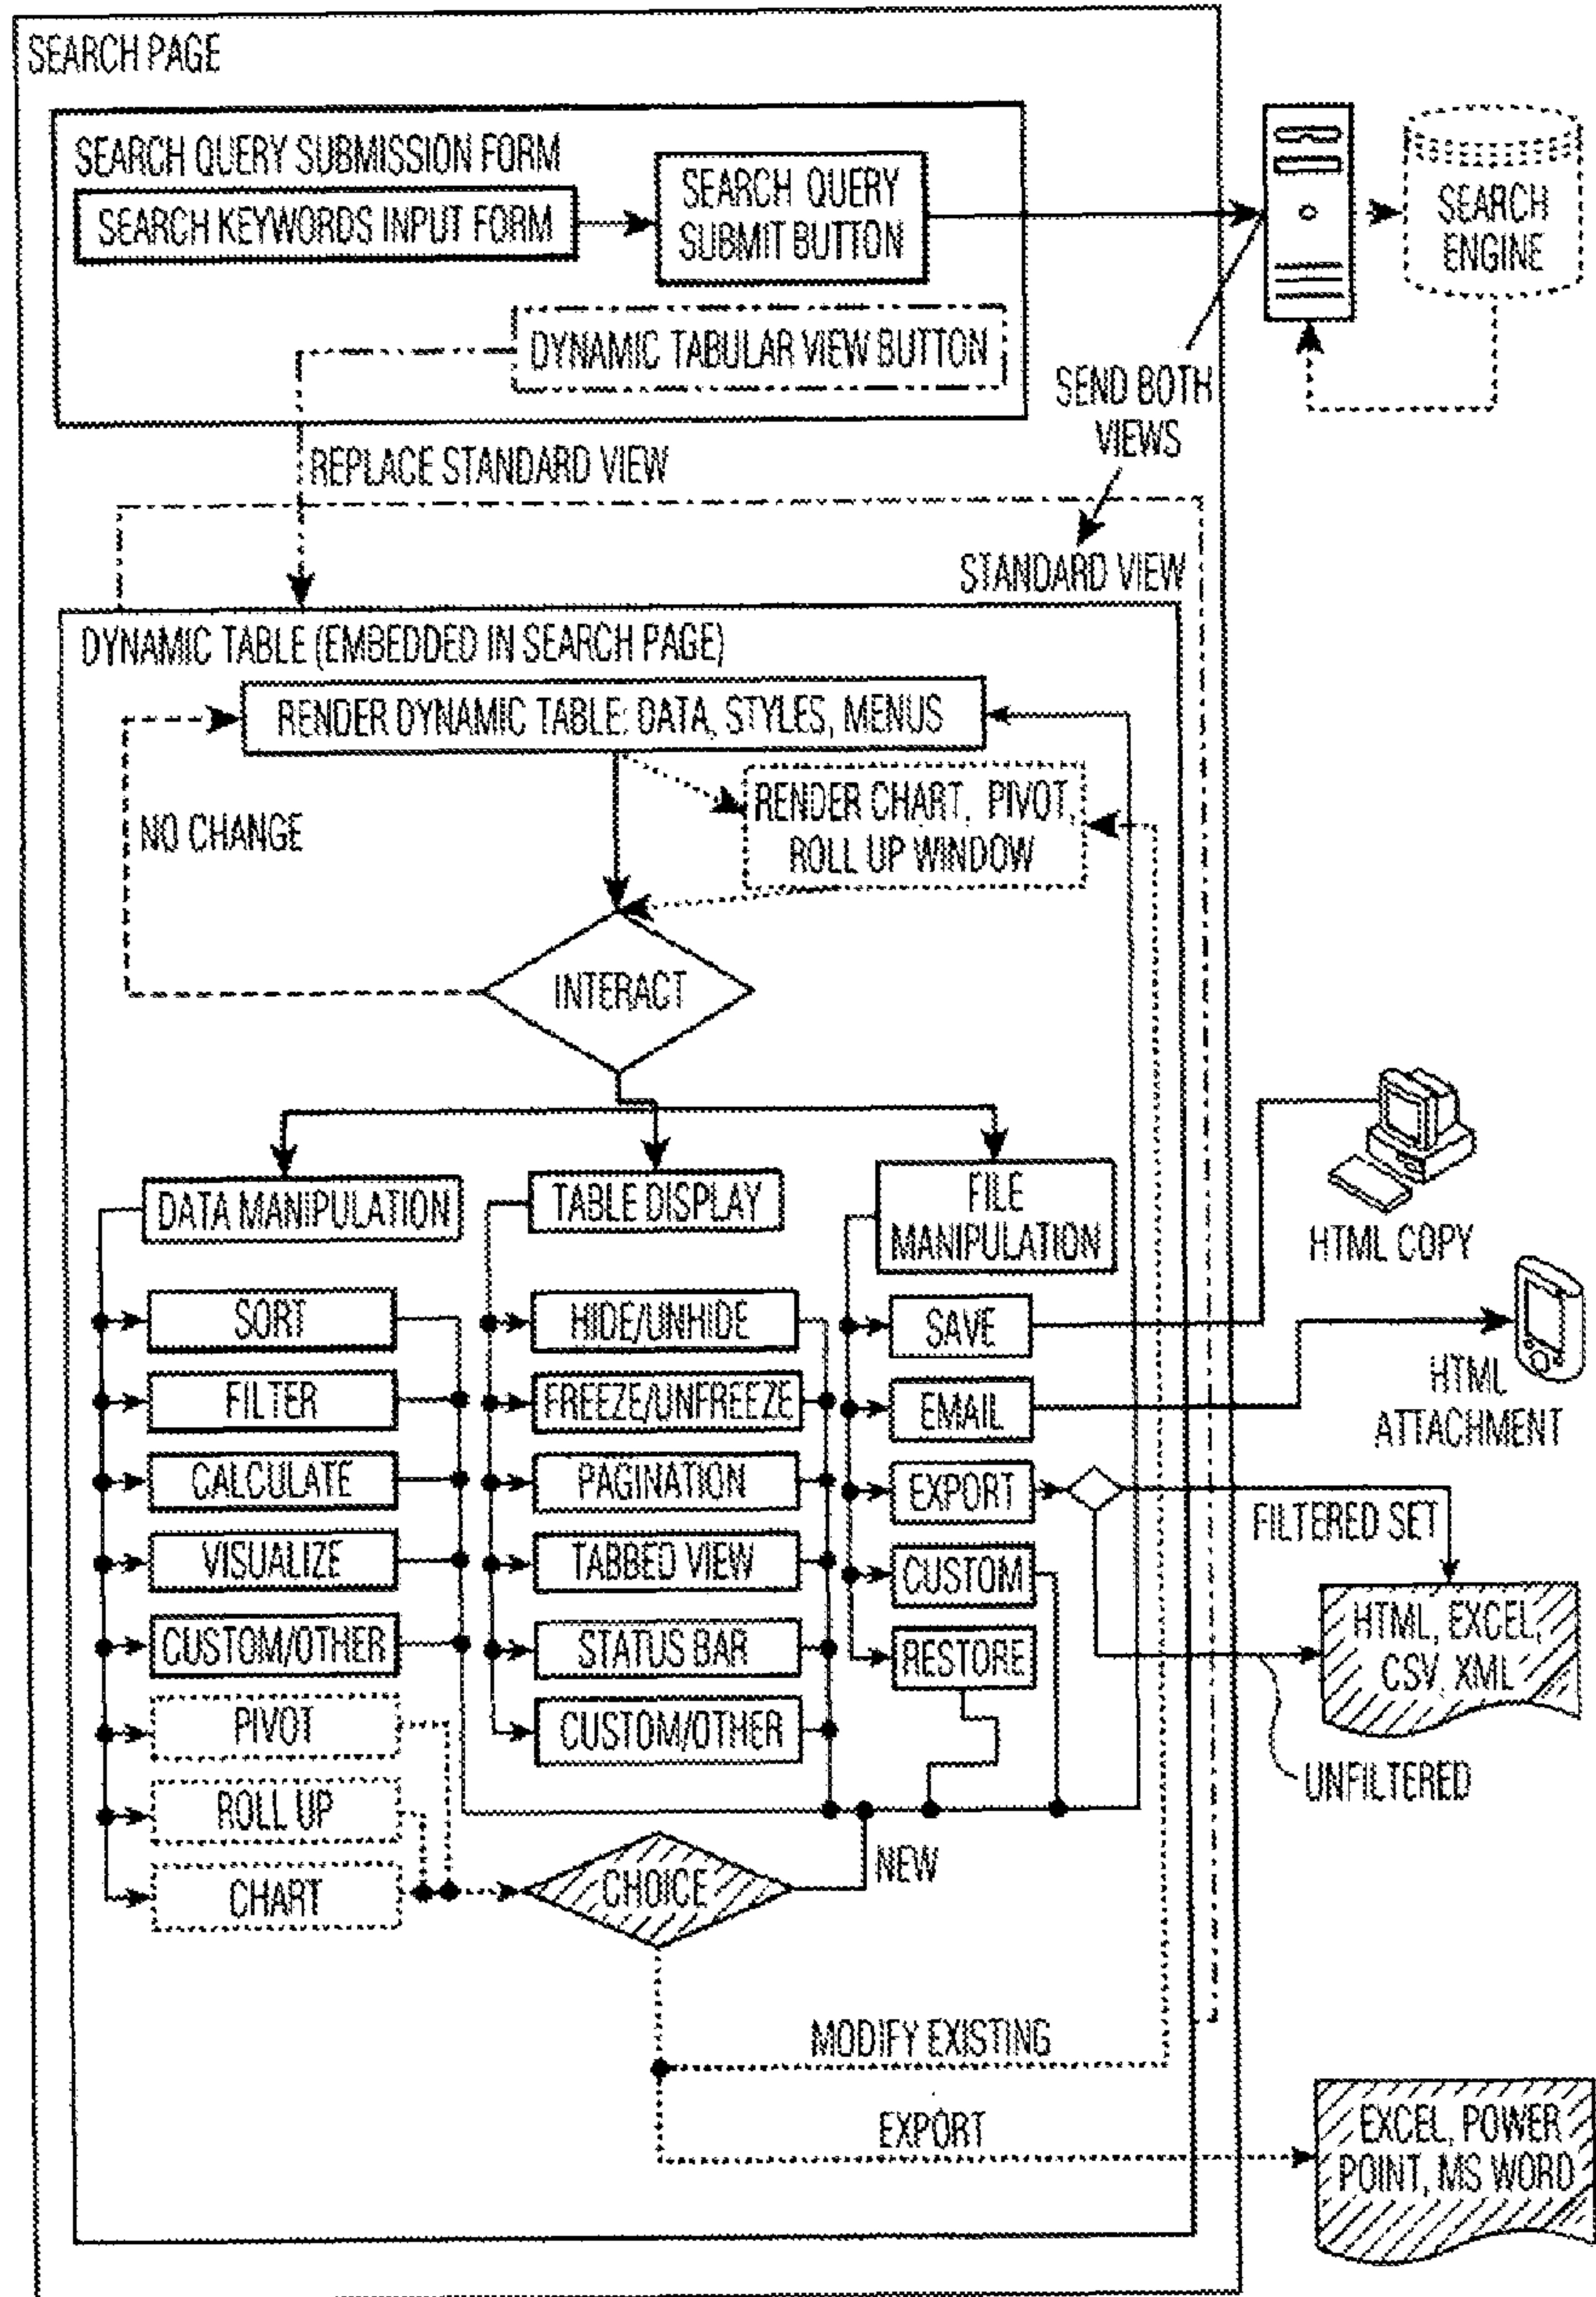 SEARCH PAGE
SEARCH QUERY SUBMISSION FORM
SEARCH KEYWORDS INPUT FORM
SEARCH QUERY
SUBMIT BUTTON
SEARCH
ENGINE
DYNAMIC TABULAR VIEW BUTTON
SEND BOTH
VIEWS
REPLACE STANDARD VIEW
STANDARD VIEW
DYNAMIC TABLE (EMBEDDED IN SEARCH PAGE)
RENDER DYNAMIC TABLE: DATA, STYLES, MENUS
RENDER CHART, PIVOT,
ROLL UP WINDOW
NO CHANGE
INTERACT
DATA MANIPULATION
SORT
FILTER
CALCULATE
VISUALIZE
CUSTOM/OTHER
PIVOT
ROLL UP
CHART
TABLE DISPLAY
HIDE/UNHIDE
FREEZE/UNFREEZE
PAGINATION
TABBED VIEW
STATUS BAR
CUSTOM/OTHER
FILE
MANIPULATION
SAVE
EMAIL
EXPORT
CUSTOM
RESTORE
HTML COPY
HTML
ATTACHMENT
FILTERED SET
HTML, EXCEL,
CSV, XML
UNFILTERED
CHOICE
NEW
MODIFY EXISTING
EXPORT
EXCEL, POWER
POINT, MS WORD